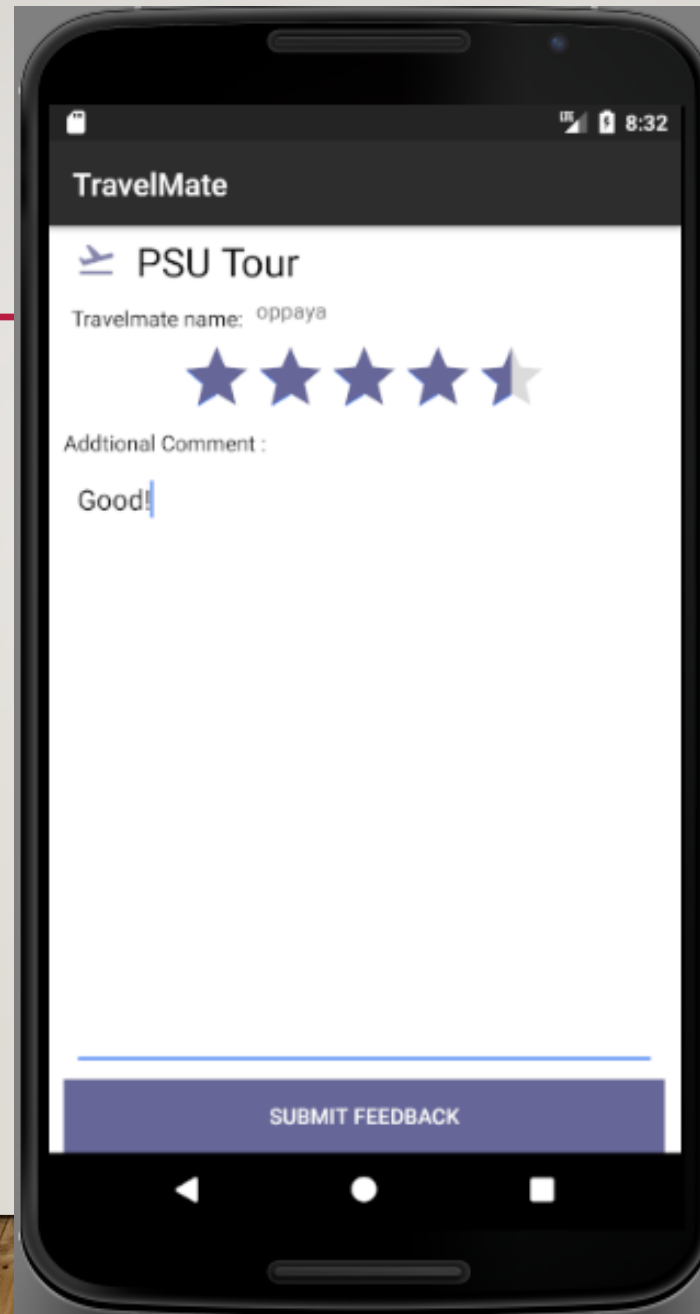 8:32
TravelMate
PSU Tour
Travelmate name: oppaya
Addtional Comment :
Good!
SUBMIT FEEDBACK